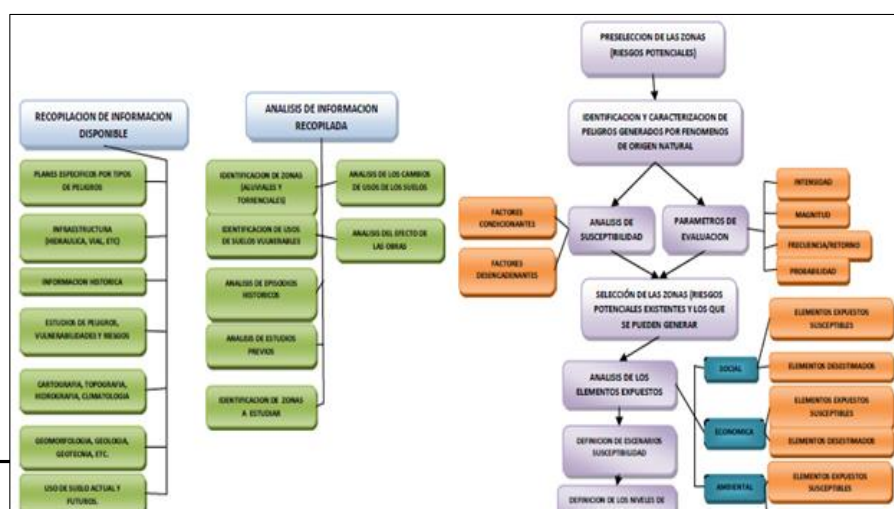 RECOPILACION DE INFORMACION
DISPONIBLE
PLANES ESPECIFICOS POR TIPOS
DE PELIGROS
INFRAESTRUCTURA
(HIDRAULICA, VIAL, ETC)
INFORMACION HISTORICA
ESTUDIOS DE PELIGROS,
VULNERABILIDADES Y RIESGOS
CARTOGRAFIA, TOPOGRAFIA,
HIDROGRAFIA, CLIMATOLOGIA
GEOMORFOLOGIA, GEOLOGIA,
GEOTECNIA, ETC.
USO DE SUELO ACTUAL Y
FUTUROS.
ANALISIS DE INFORMACION
RECOPILADA
IDENTIFICACION DE ZONAS
(ALUVIALES Y
TORRENCIALES)
ANALISIS DE LOS CAMBIOS
DE USOS DE LOS SUELOS
IDENTIFICACION DE USOS
DE SUELOS VULNERABLES
ANALISIS DEL EFECTO DE
LAS OBRAS
ANALISIS DE EPISODIOS
HISTORICOS
ANALISIS DE ESTUDIOS
PREVIOS
IDENTIFICACION DE ZONAS
A ESTUDIAR
PRESELECCION DE LAS ZONAS
(RIESGOS POTENCIALES)
IDENTIFICACION Y CARACTERIZACION DE
PELIGROS GENERADOS POR FENOMENOS
DE ORIGEN NATURAL
FACTORES
CONDICIONANTES
FACTORES
DESENCADENANTES
ANALISIS DE
SUSCEPTIBILIDAD
PARAMETROS DE
EVALUACION
INTENSIDAD
MAGNITUD
FRECUENCIA/RETORNO
PROBABILIDAD
SELECCIÓN DE LAS ZONAS (RIESGOS
POTENCIALES EXISTENTES Y LOS QUE
SE PUEDEN GENERAR
ANALISIS DE LOS
ELEMENTOS EXPUESTOS
SOCIAL
ELEMENTOS EXPUESTOS
SUSCEPTIBLES
ELEMENTOS DESESTIMADOS
ECONOMICA
ELEMENTOS EXPUESTOS
SUSCEPTIBLES
ELEMENTOS DESESTIMADOS
AMBIENTAL
ELEMENTOS EXPUESTOS
SUSCEPTIBLES
DEFINICION DE ESCENARIOS
SUSCEPTIBILIDAD
DEFINICION DE LOS NIVELES DE